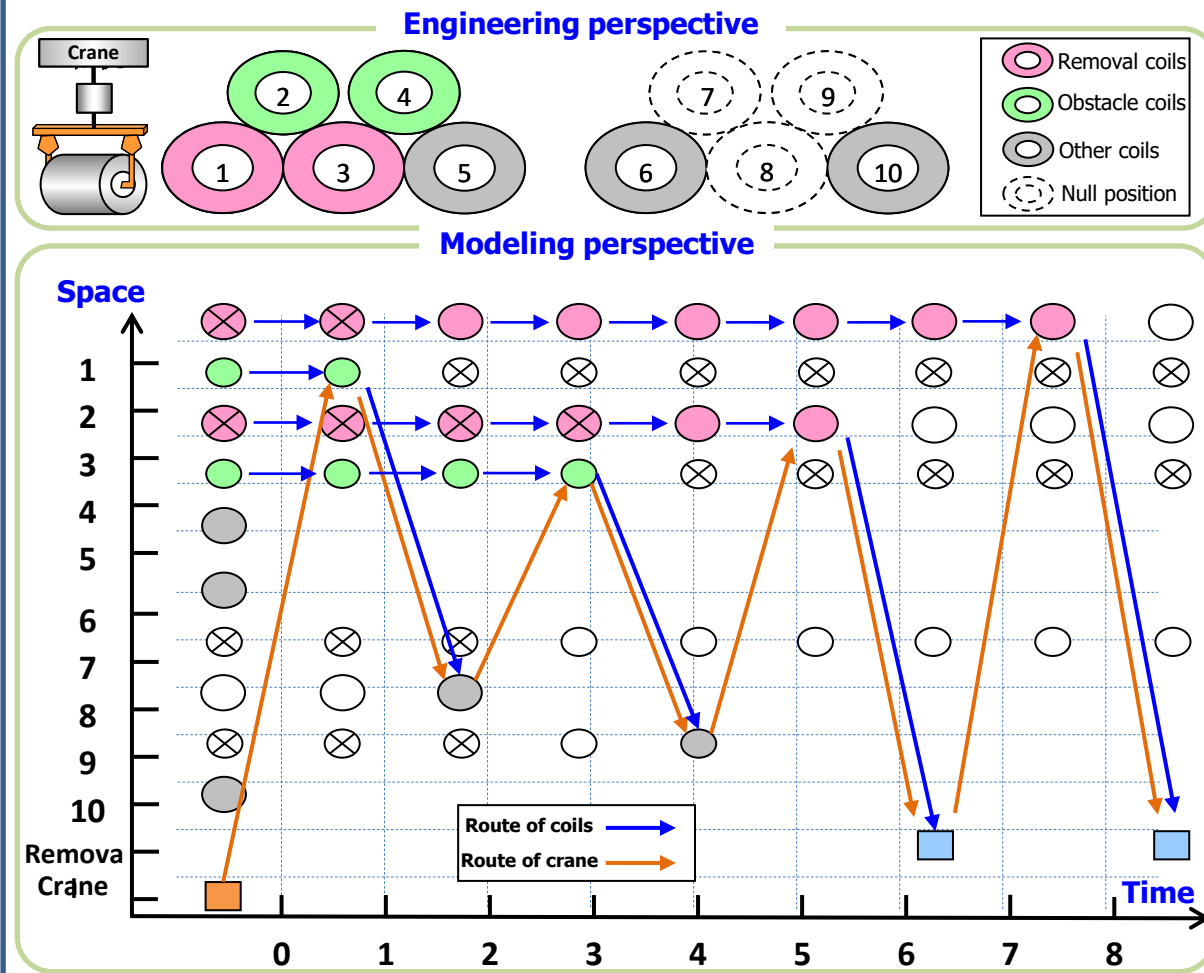 Engineering perspective
Crane
2
4
1
3
5
7
9
6
8
10
Removal coils
Obstacle coils
Other coils
Null position
Modeling perspective
Space
1
2
3
4
5
6
7
8
9
10
Remova
Crane
Route of coils
Route of crane
Time
0
1
2
3
4
5
6
7
8